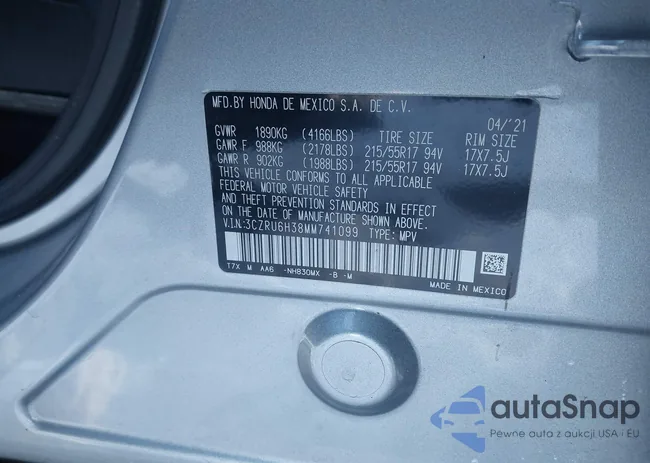 MFD.BY HONDA DE MEXICO S.A. DE C.V.
04/'21
GVWR 1890KG (4166LBS) TIRE SIZE RIM SIZE
GAWR F 988KG (2178LBS) 215/55R17 94V 17X7.5J
GAWR R 902KG (1988LBS) 215/55R17 94V 17X7.5J
THIS VEHICLE CONFORMS TO ALL APPLICABLE
FEDERAL MOTOR VEHICLE SAFETY
AND THEFT PREVENTION STANDARDS IN EFFECT
ON THE DATE OF MANUFACTURE SHOWN ABOVE.
V.I.N:3CZRU6H38MM741099 TYPE:MPV
T7X M AA6 -NH830MX -B -M
MADE IN MEXICO
autaSnap
Pewne auta z aukcji USA i EU